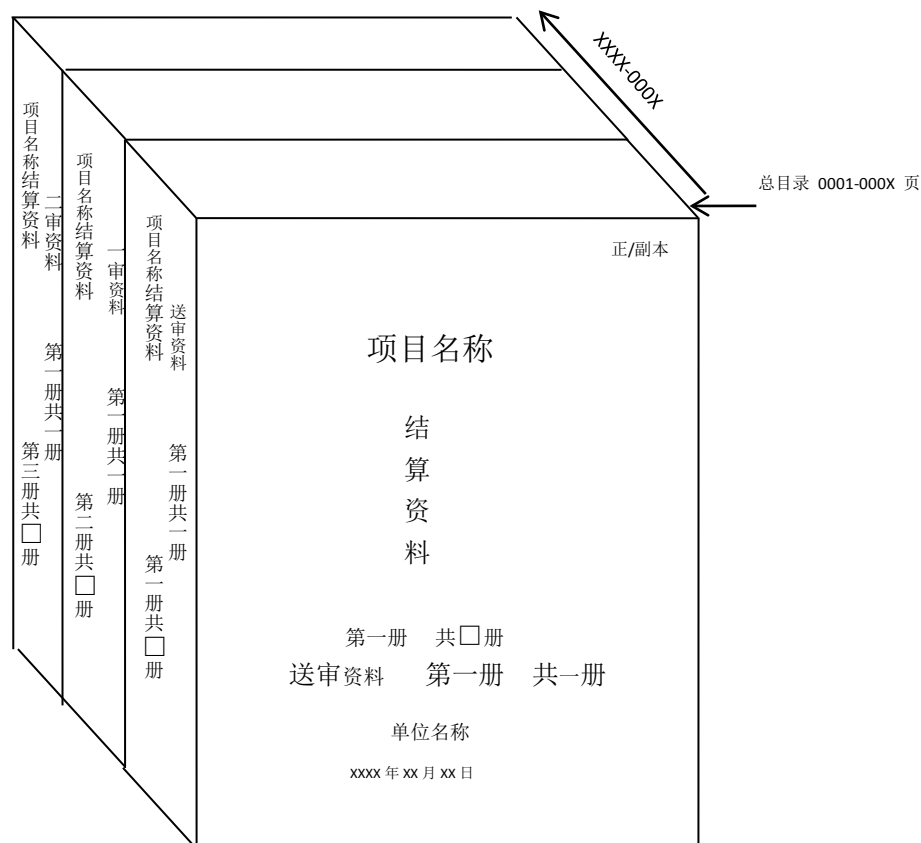 XXXX-000X
总目录 0001-000X 页
项目名称结算资料
二审资料
第一册共一册
第三册共□册
项目名称结算资料
一审资料
第一册共一册
第二册共□册
项目名称结算资料
送审资料
第一册共一册
第一册共□册
正/副本
项目名称
结
算
资
料
第一册 共□册
送审资料 第一册 共一册
单位名称
XXXX 年 XX 月 XX 日